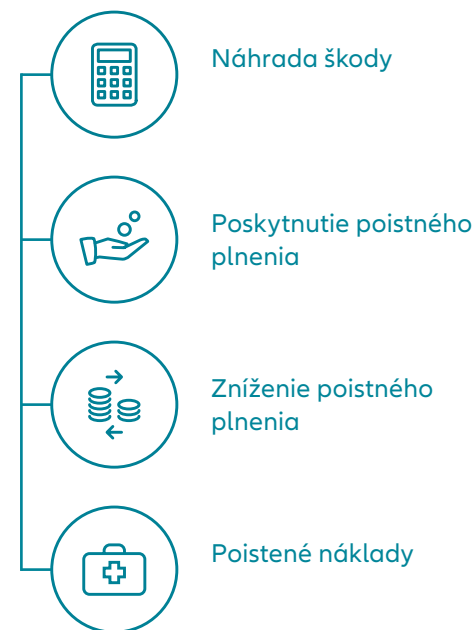 Náhrada škody
Poskytnutie poistného
plnenia
Zníženie poistného
plnenia
Poistené náklady